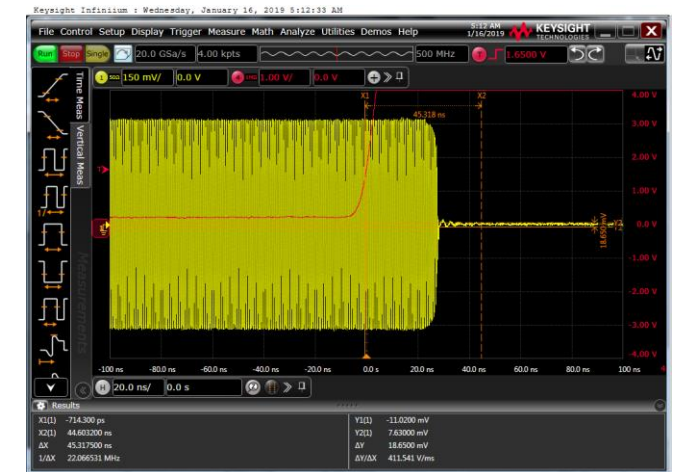 Keysight Infiniium : Wednesday, January 16, 2019 5:12:33 AM
File Control Setup Display Trigger Measure Math Analyze Utilities Demos Help 5:12 AM 1/16/2019 KEYSIGHT TECHNOLOGIES
Run Stop Single 20.0 GSa/s 4.00 kpts 500 MHz T 1.6500 V
1 150 mV/ 0.0 V 1.00 V/ 0.0 V
Time Meas
Vertical Meas
Measurements
X1 X2
45.318 ns
4.00 V
3.00 V
2.00 V
1.00 V
0.0 V
18.650 mV
-2.00 V
-3.00 V
-4.00 V
-100 ns -80.0 ns -60.0 ns -40.0 ns -20.0 ns 0.0 s 20.0 ns 40.0 ns 60.0 ns 80.0 ns 100 ns
H 20.0 ns/ 0.0 s
Results
X1(1) -714.300 ps Y1(1) -11.0200 mV
X2(1) 44.603200 ns Y2(1) 7.63000 mV
ΔX 45.317500 ns ΔY 18.6500 mV
1/ΔX 22.066531 MHz ΔY/ΔX 411.541 V/ms